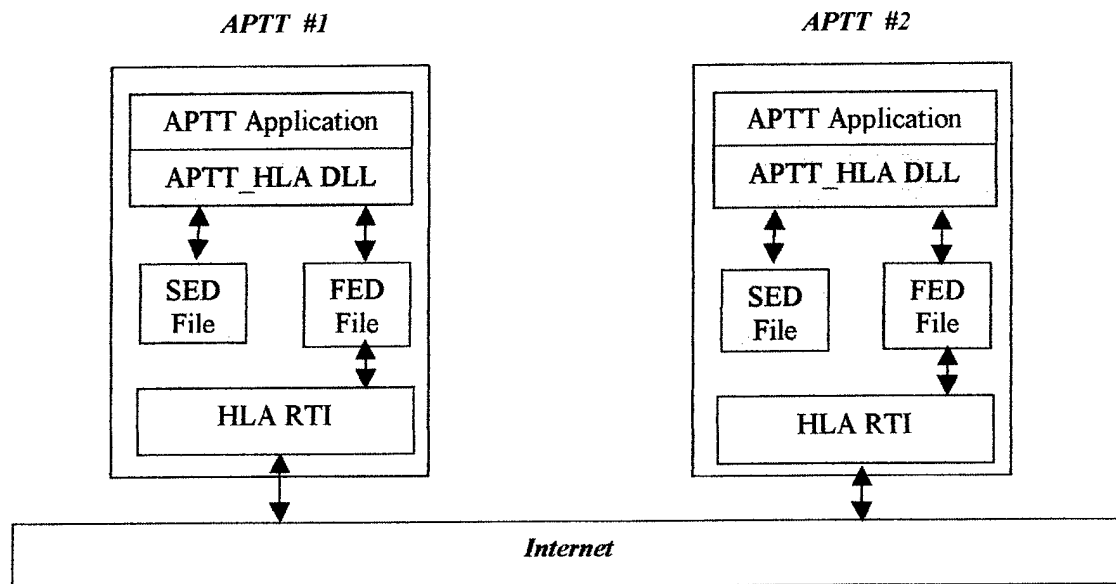 APTT #1
APTT Application
APTT_HLA DLL
SED
File
FED
File
HLA RTI
APTT #2
APTT Application
APTT_HLA DLL
SED
File
FED
File
HLA RTI
Internet